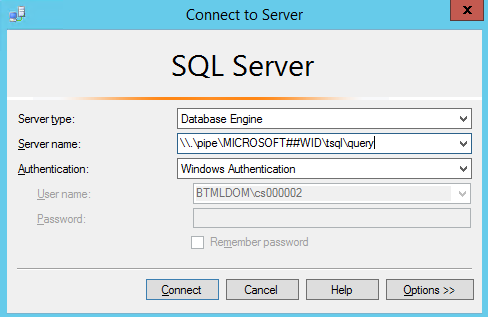 Connect to Server
x
SQL Server
Server type: Database Engine
Server name: \\.\pipe\MICROSOFT##WID\tsql\query
Authentication: Windows Authentication
User name: BTMLDOM\cs000002
Password:
Remember password
Connect Cancel Help Options >>